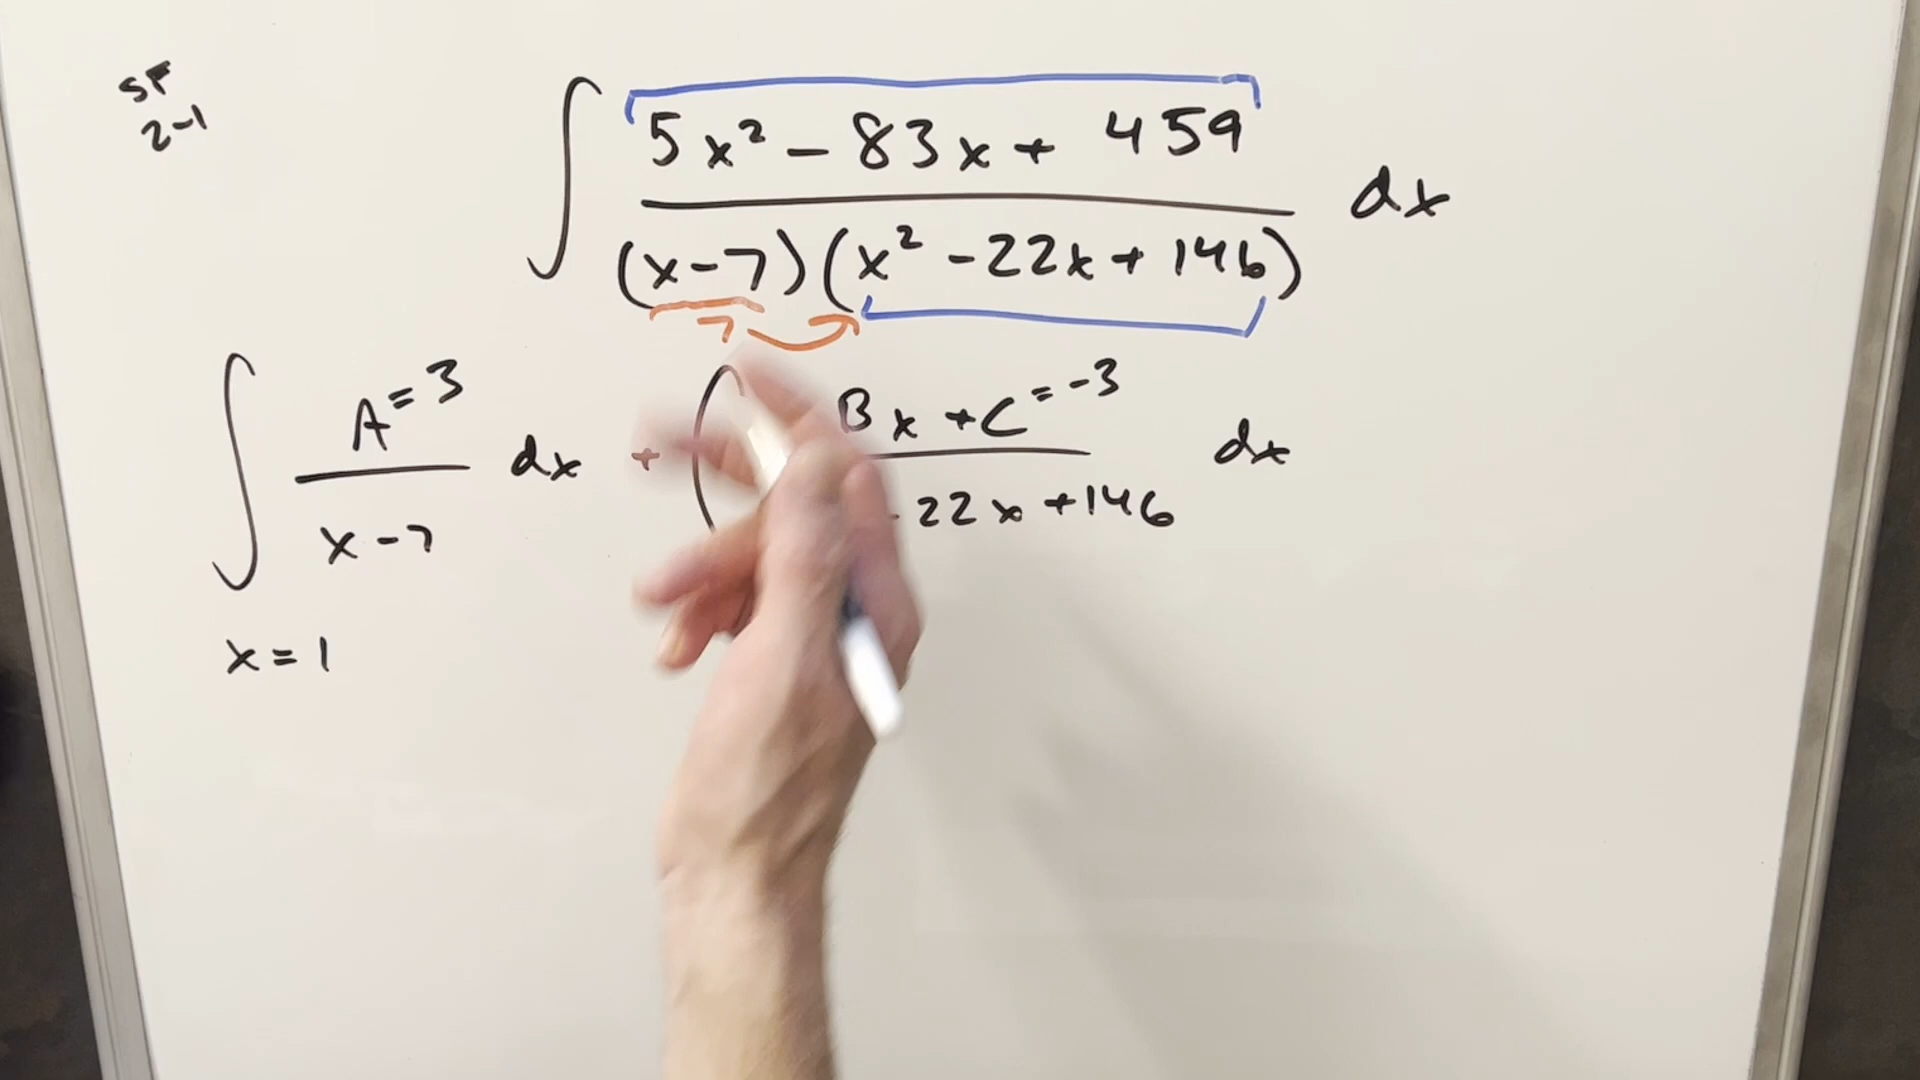 SF
2-1
∫ 5x² - 83x + 459 dx
(x-7)(x² - 22x + 146)
7
∫ A = 3 dx + ∫ Bx + C = -3 dx
x - 7 22x + 146
x = 1